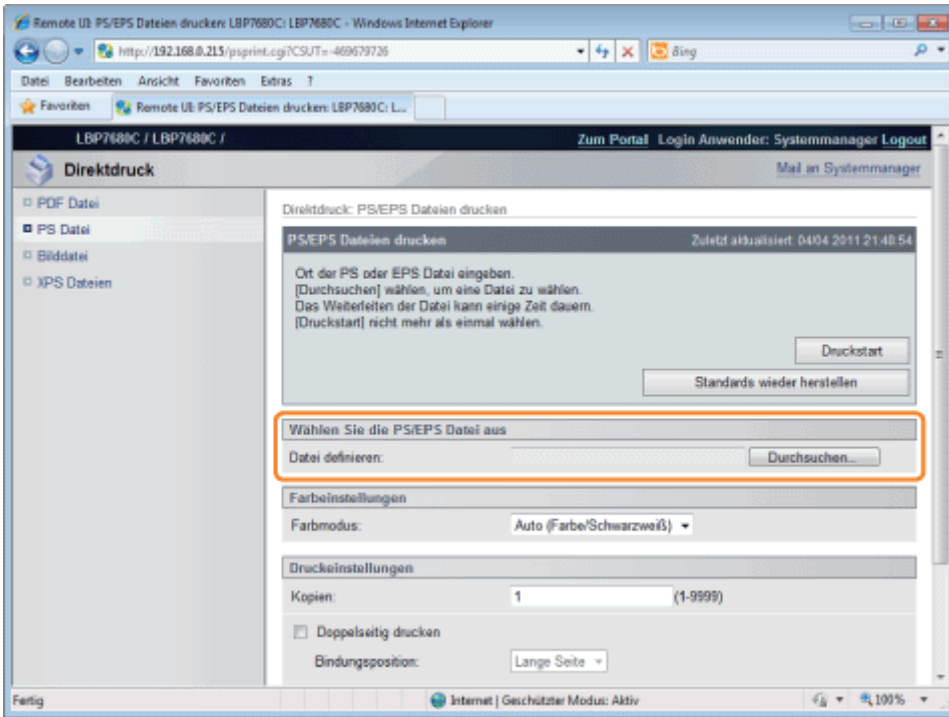 Remote UI: PS/EPS Dateien drucken: LBP7680C: LBP7680C - Windows Internet Explorer
http://192.168.0.215/psprint.cgi?CSUT=-469679726
Bing
Datei Bearbeiten Ansicht Favoriten Extras ?
Favoriten Remote UI: PS/EPS Dateien drucken: LBP7680C: L...
LBP7680C / LBP7680C / Zum Portal Login Anwender: Systemmanager Logout
Direktdruck Mail an Systemmanager
PDF Datei
PS Datei
Bilddatei
XPS Dateien
Direktdruck: PS/EPS Dateien drucken
PS/EPS Dateien drucken Zuletzt aktualisiert: 04/04 2011 21:48:54
Ort der PS oder EPS Datei eingeben.
[Durchsuchen] wählen, um eine Datei zu wählen.
Das Weiterleiten der Datei kann einige Zeit dauern.
[Druckstart] nicht mehr als einmal wählen.
Druckstart
Standards wieder herstellen
Wählen Sie die PS/EPS Datei aus
Datei definieren: Durchsuchen...
Farbeinstellungen
Farbmodus: Auto (Farbe/Schwarzweiß)
Druckeinstellungen
Kopien: 1 (1-9999)
Doppelseitig drucken
Bindungsposition: Lange Seite
Fertig Internet | Geschützter Modus: Aktiv 100%